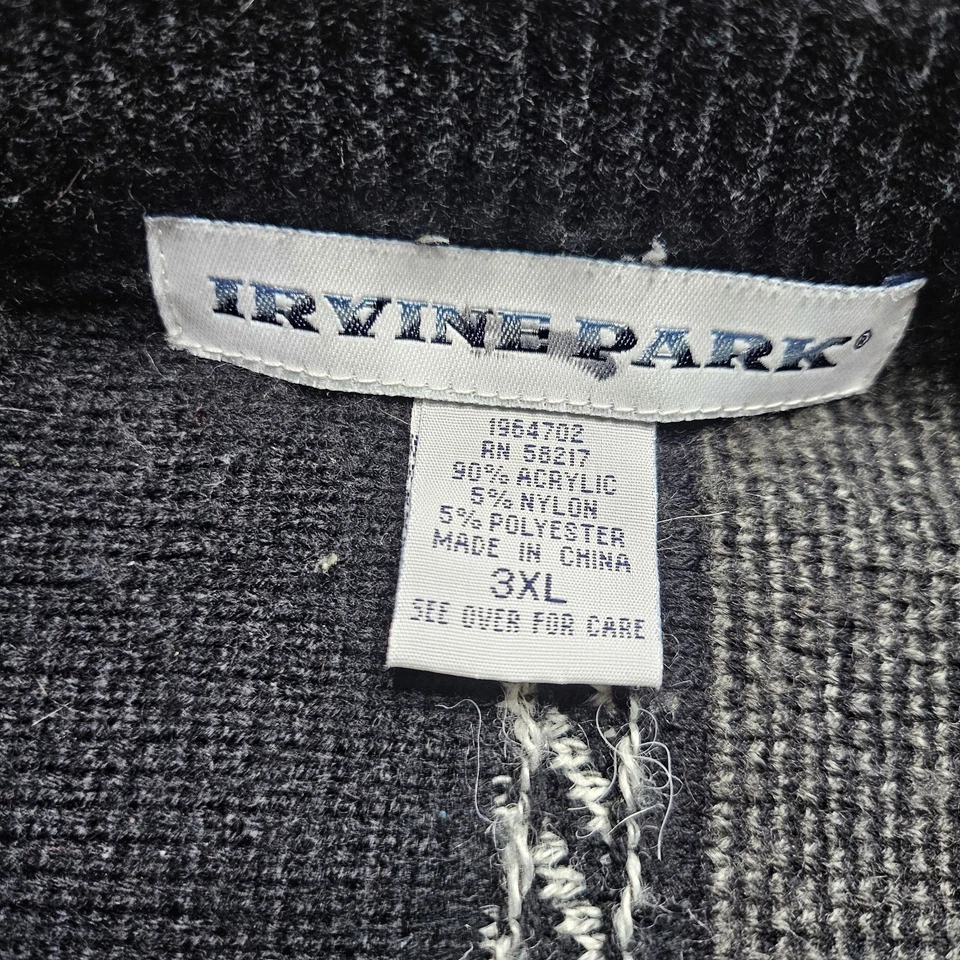 IRVINE PARK®
1964702
RN 58217
90% ACRYLIC
5% NYLON
5% POLYESTER
MADE IN CHINA
3XL
SEE OVER FOR CARE